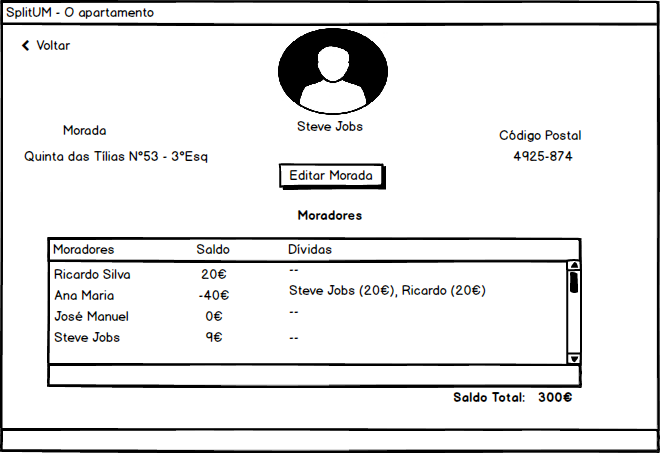 SplitUM - O apartamento
Voltar
Steve Jobs
Morada
Código Postal
Quinta das Tílias Nº53 - 3ºEsq
4925-874
Editar Morada
Moradores
Moradores Saldo Dívidas
Ricardo Silva 20€ --
Ana Maria -40€ Steve Jobs (20€), Ricardo (20€)
José Manuel 0€ --
Steve Jobs 9€ --
Saldo Total: 300€